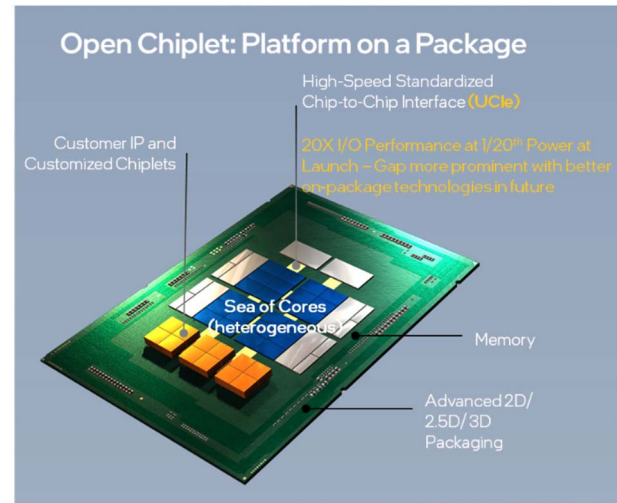 Open Chiplet: Platform on a Package
High-Speed Standardized
Chip-to-Chip Interface (UCIe)
20X I/O Performance at 1/20th Power at
Launch – Gap more prominent with better
on-package technologies in future
Customer IP and
Customized Chiplets
Sea of Cores
(heterogeneous)
Memory
Advanced 2D/
2.5D/3D
Packaging